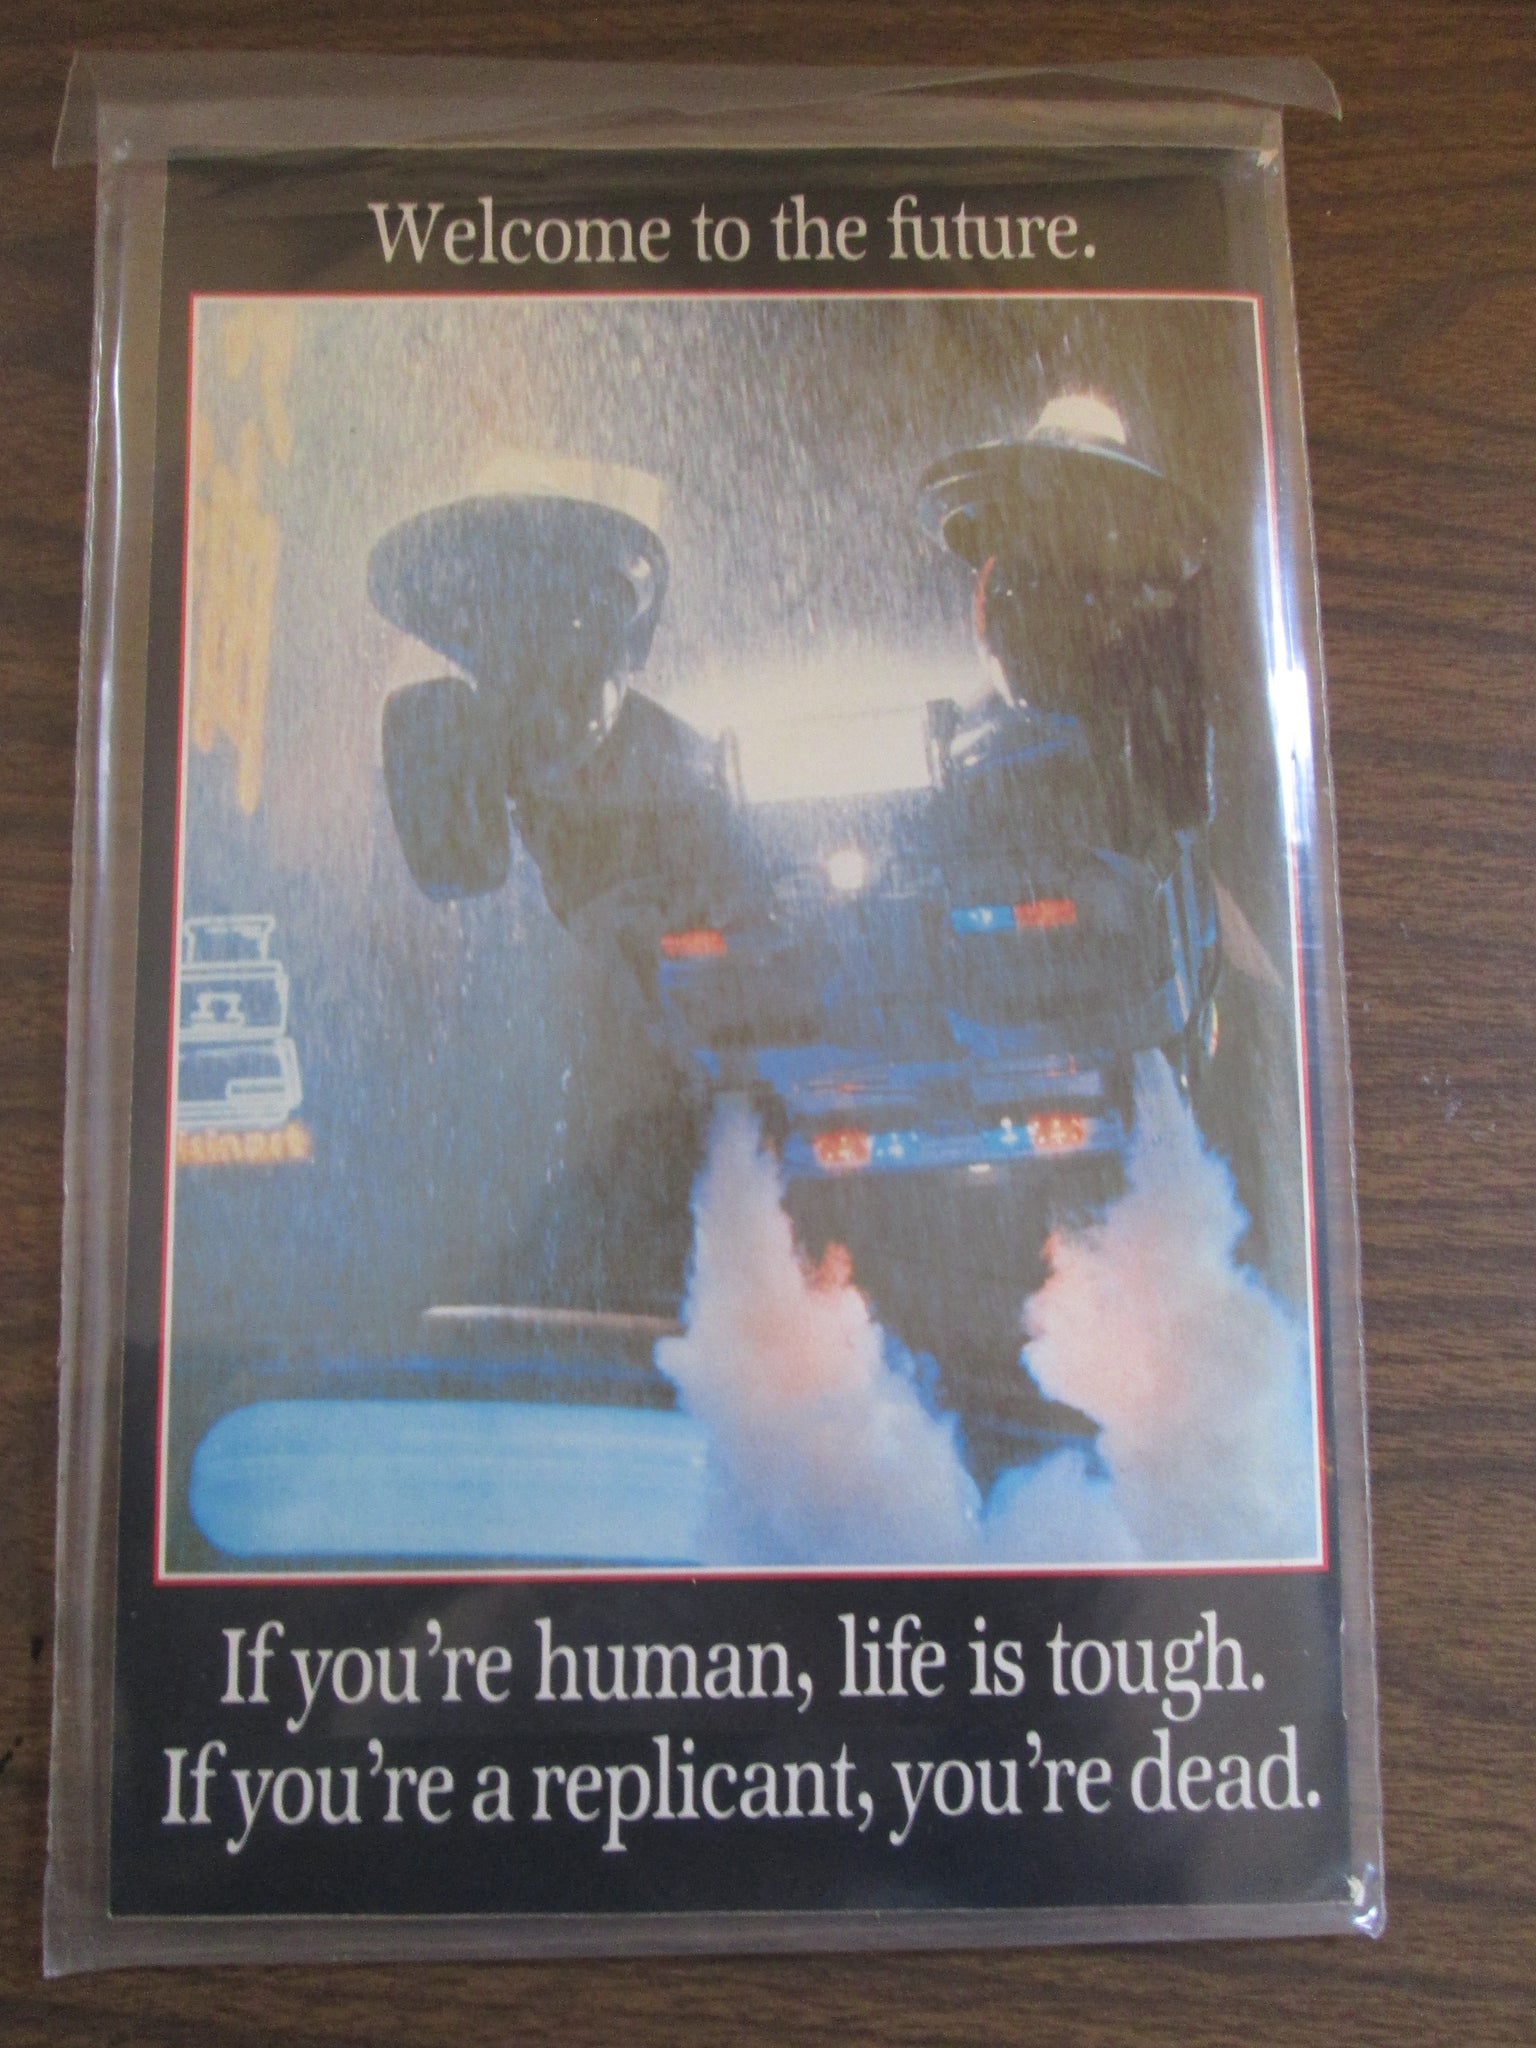 Welcome to the future.
If you're human, life is tough.
If you're a replicant, you're dead.